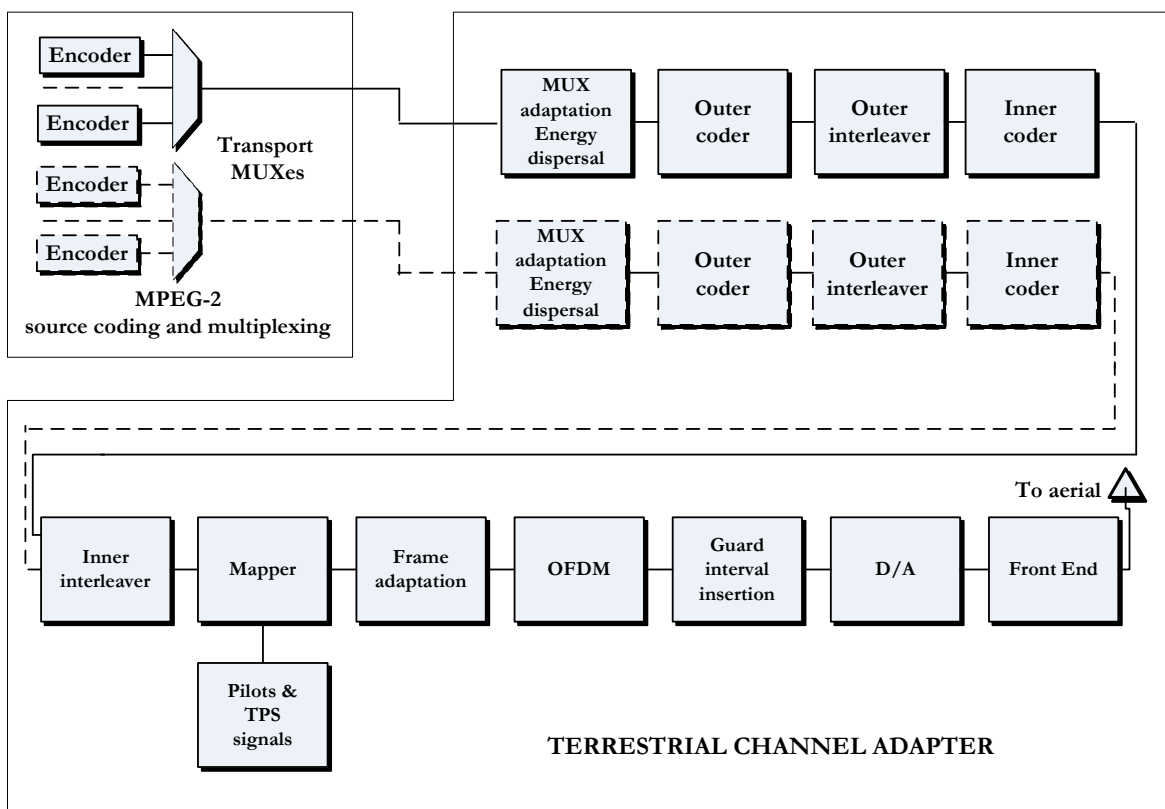 Encoder
Encoder
Transport
MUXes
Encoder
Encoder
MPEG-2
source coding and multiplexing
MUX
adaptation
Energy
dispersal
Outer
coder
Outer
interleaver
Inner
coder
MUX
adaptation
Energy
dispersal
Outer
coder
Outer
interleaver
Inner
coder
To aerial
Inner
interleaver
Mapper
Frame
adaptation
OFDM
Guard
interval
insertion
D/A
Front End
Pilots &
TPS
signals
TERRESTRIAL CHANNEL ADAPTER